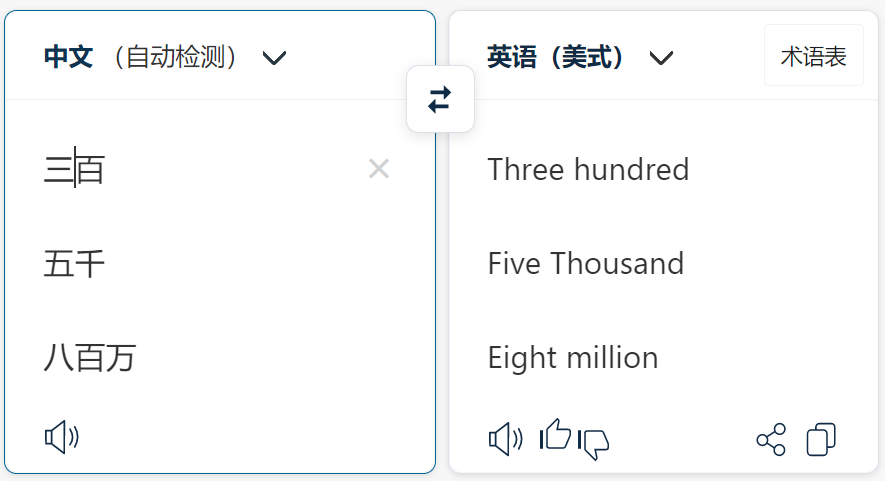 中文 （自动检测）
英语（美式）
术语表
三百
Three hundred
五千
Five Thousand
八百万
Eight million